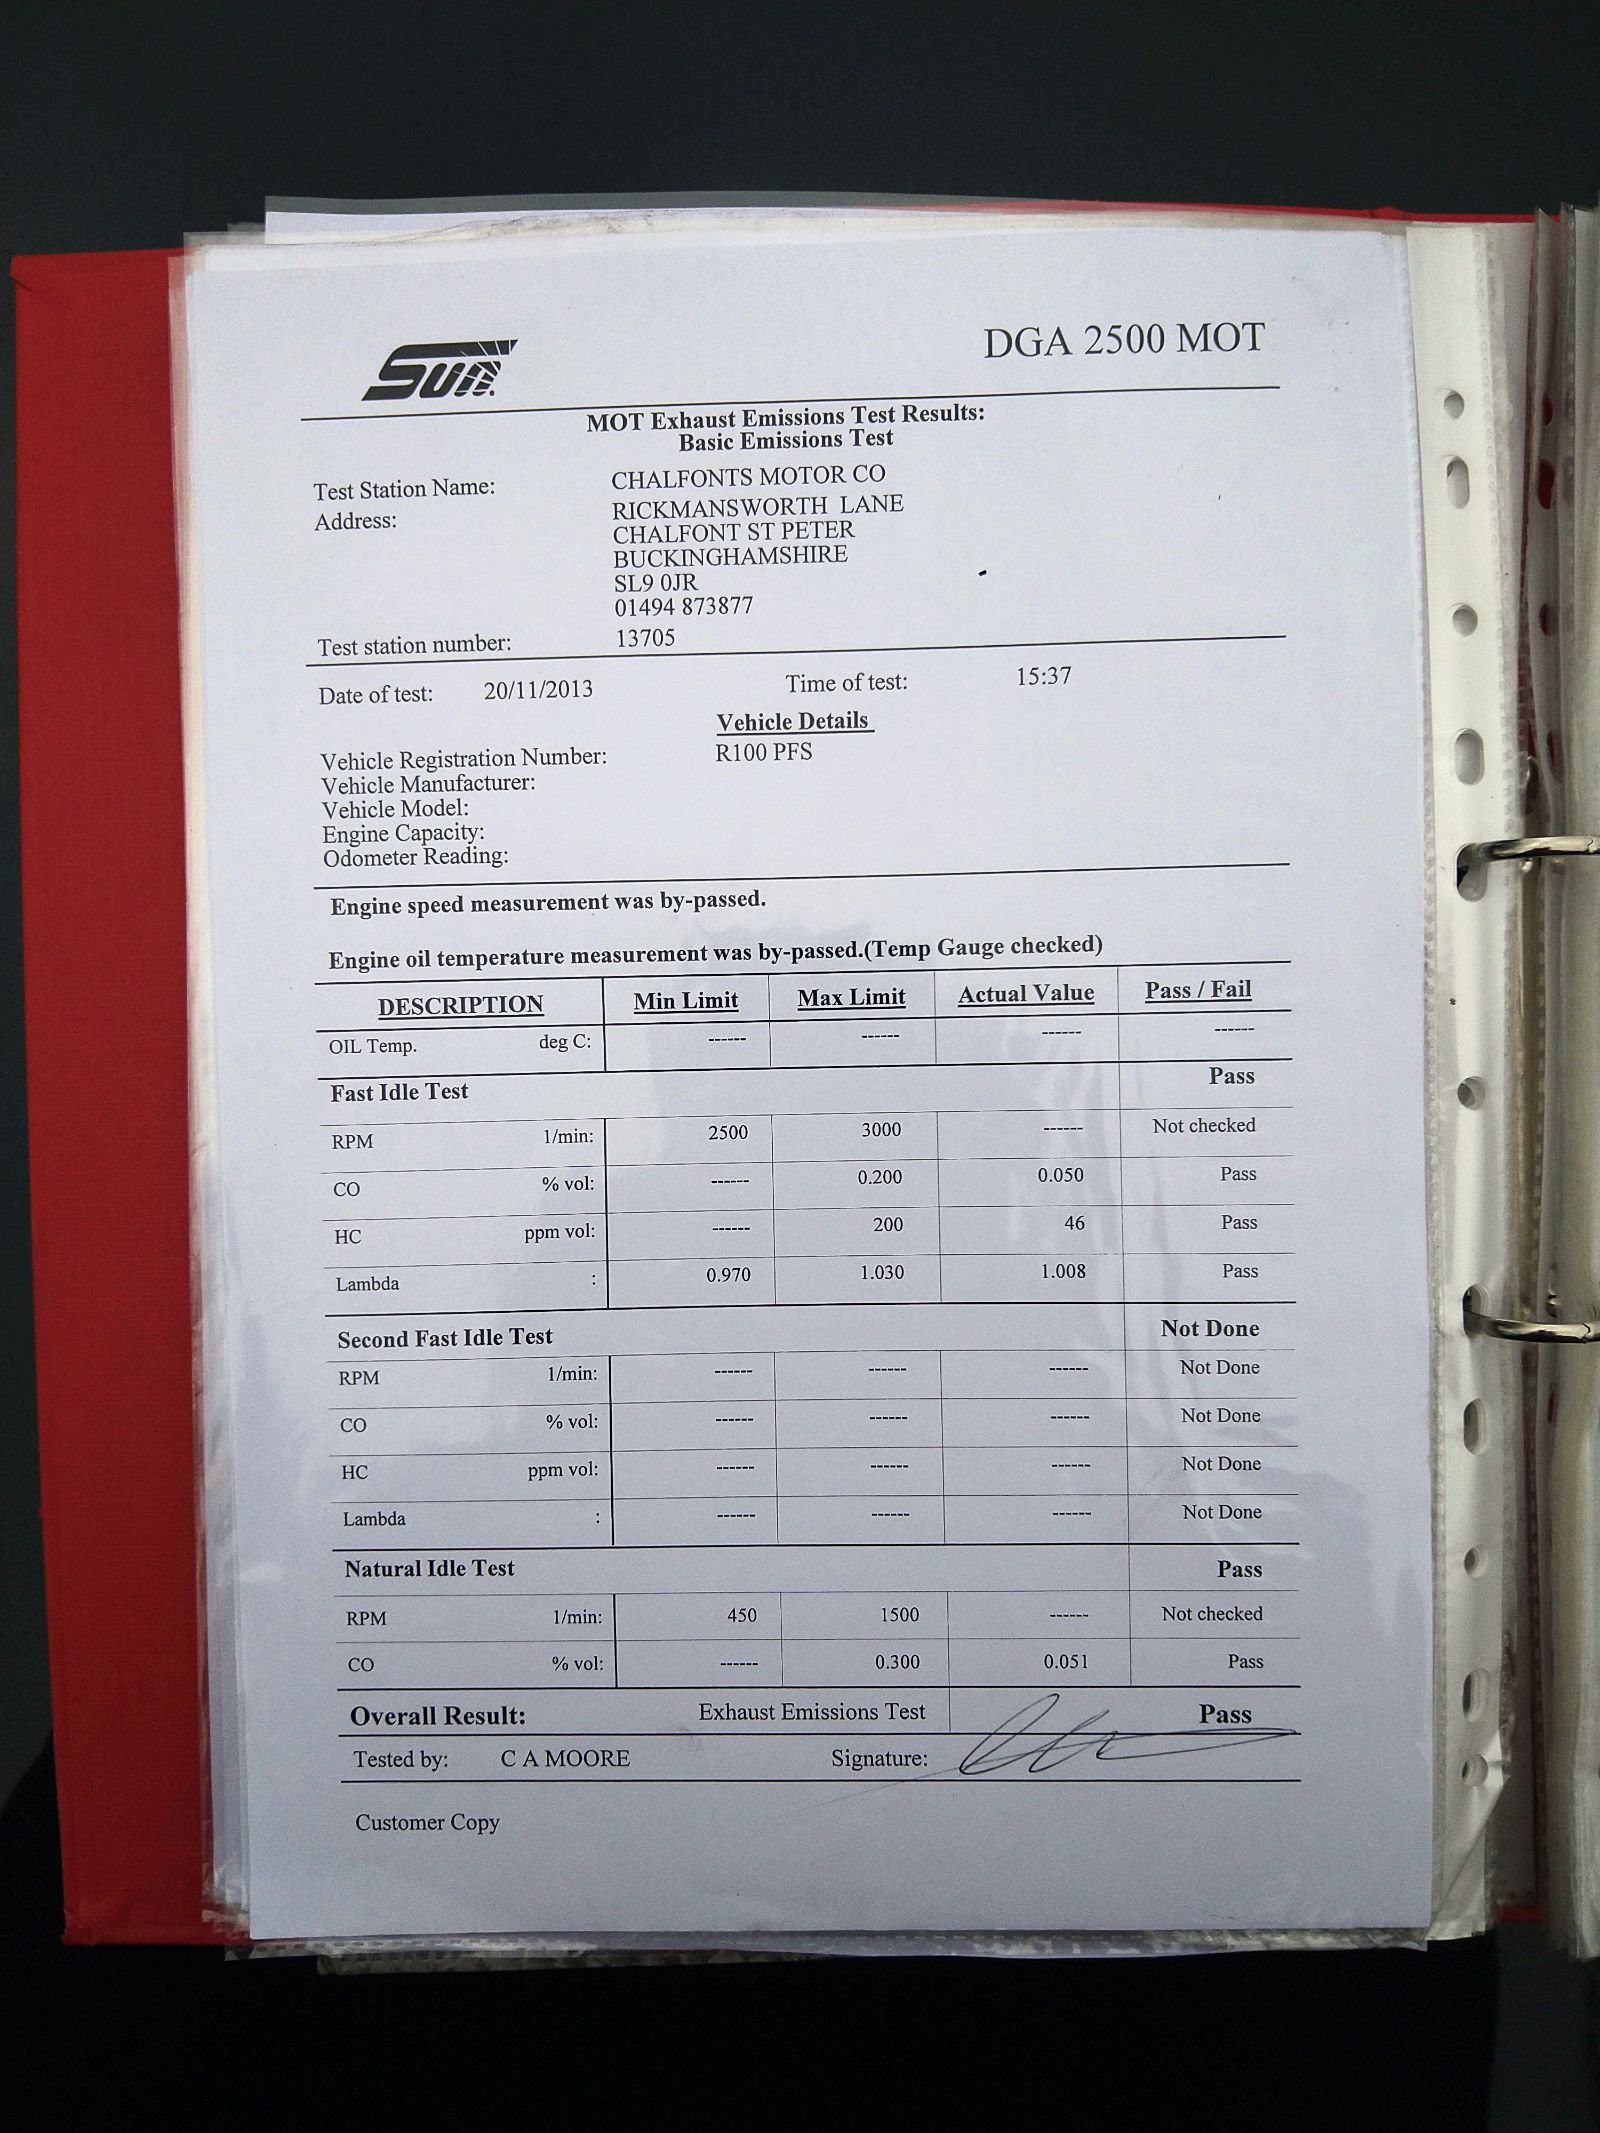 Sun
DGA 2500 MOT
MOT Exhaust Emissions Test Results:
Basic Emissions Test
Test Station Name: CHALFONTS MOTOR CO
Address: RICKMANSWORTH LANE
CHALFONT ST PETER
BUCKINGHAMSHIRE
SL9 0JR
01494 873877
Test station number: 13705
Date of test: 20/11/2013 Time of test: 15:37
Vehicle Details
Vehicle Registration Number: R100 PFS
Vehicle Manufacturer:
Vehicle Model:
Engine Capacity:
Odometer Reading:
Engine speed measurement was by-passed.
Engine oil temperature measurement was by-passed.(Temp Gauge checked)
DESCRIPTION Min Limit Max Limit Actual Value Pass / Fail
OIL Temp. deg C: ------ ------ ------ ------
Fast Idle Test Pass
RPM 1/min: 2500 3000 ------ Not checked
CO % vol: ------ 0.200 0.050 Pass
HC ppm vol: ------ 200 46 Pass
Lambda : 0.970 1.030 1.008 Pass
Second Fast Idle Test Not Done
RPM 1/min: ------ ------ ------ Not Done
CO % vol: ------ ------ ------ Not Done
HC ppm vol: ------ ------ ------ Not Done
Lambda : ------ ------ ------ Not Done
Natural Idle Test Pass
RPM 1/min: 450 1500 ------ Not checked
CO % vol: ------ 0.300 0.051 Pass
Overall Result: Exhaust Emissions Test Pass
Tested by: C A MOORE Signature:
Customer Copy